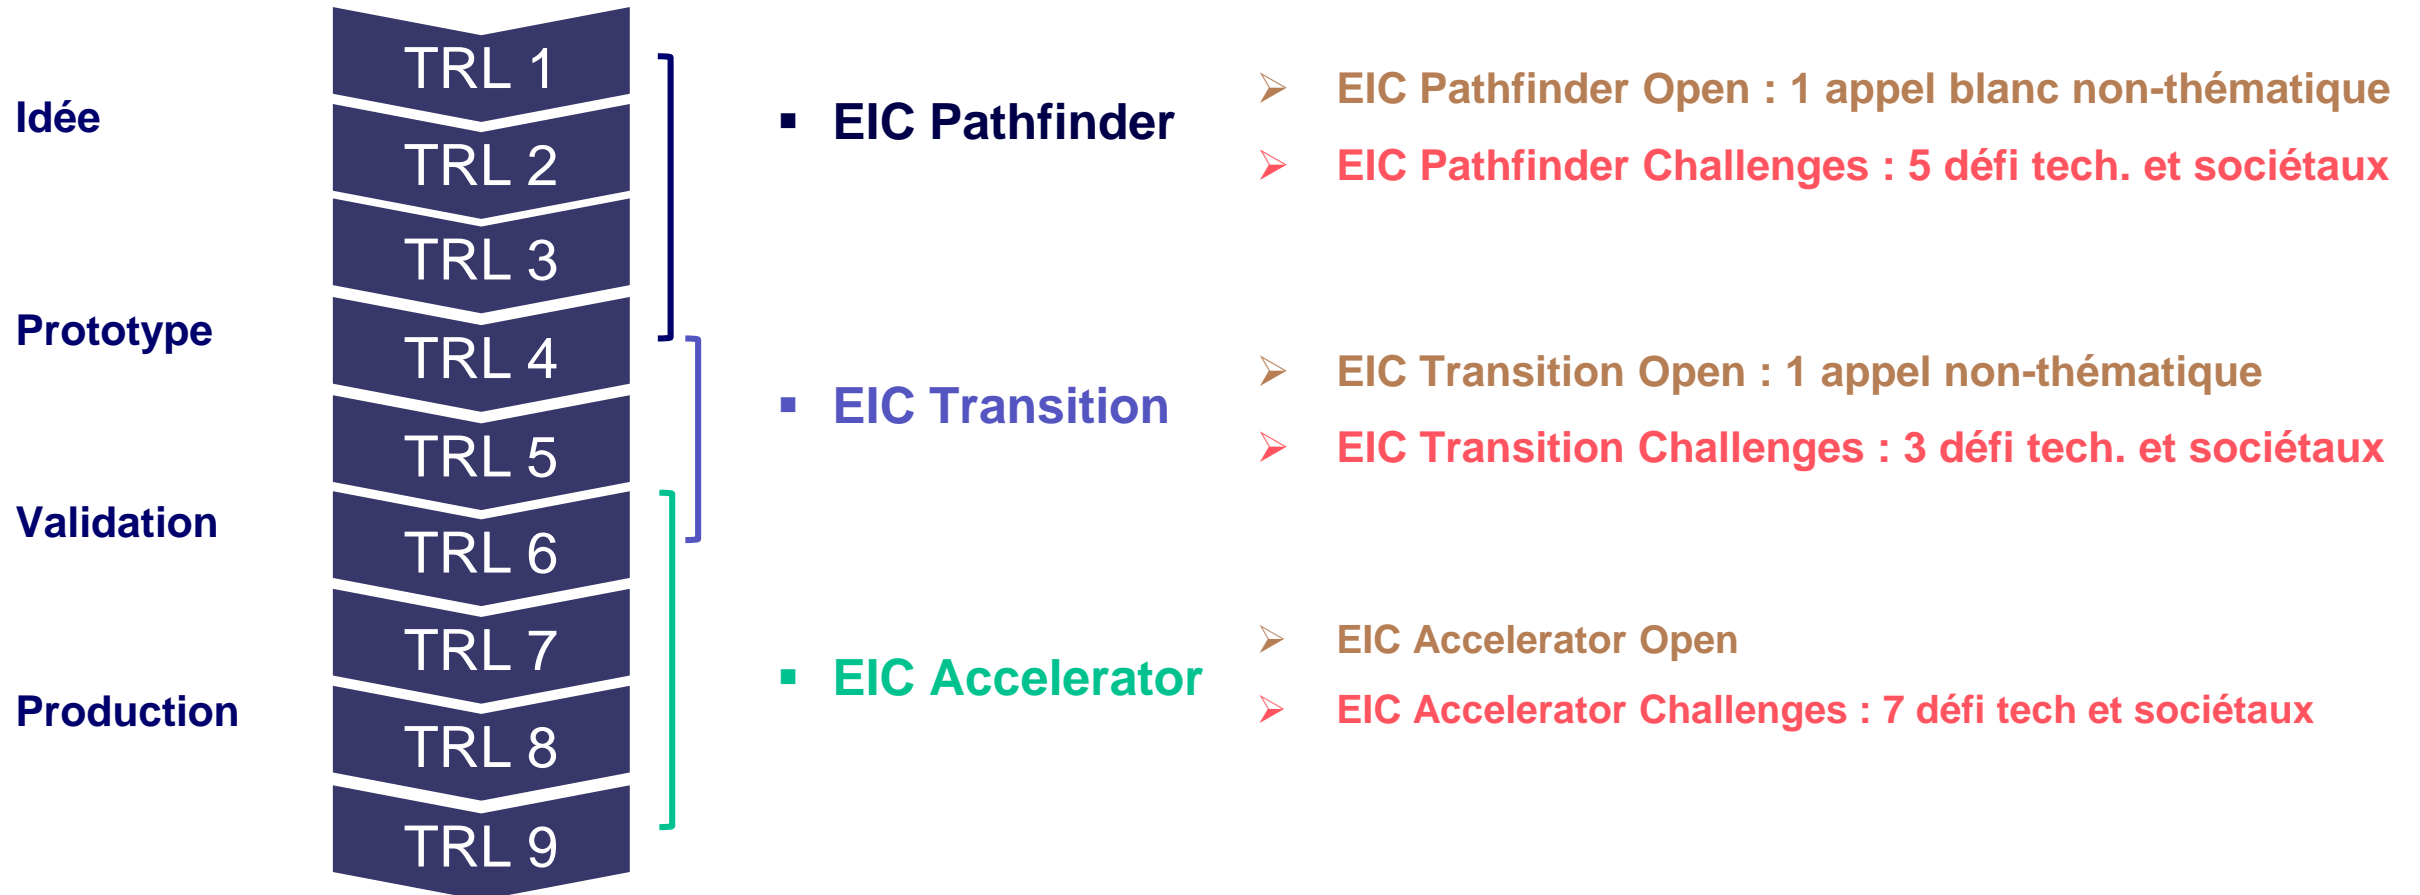 Idée
Prototype
Validation
Production
TRL 1
TRL 2
TRL 3
TRL 4
TRL 5
TRL 6
TRL 7
TRL 8
TRL 9
EIC Pathfinder
EIC Pathfinder Open : 1 appel blanc non-thématique
EIC Pathfinder Challenges : 5 défi tech. et sociétaux
EIC Transition
EIC Transition Open : 1 appel non-thématique
EIC Transition Challenges : 3 défi tech. et sociétaux
EIC Accelerator
EIC Accelerator Open
EIC Accelerator Challenges : 7 défi tech et sociétaux